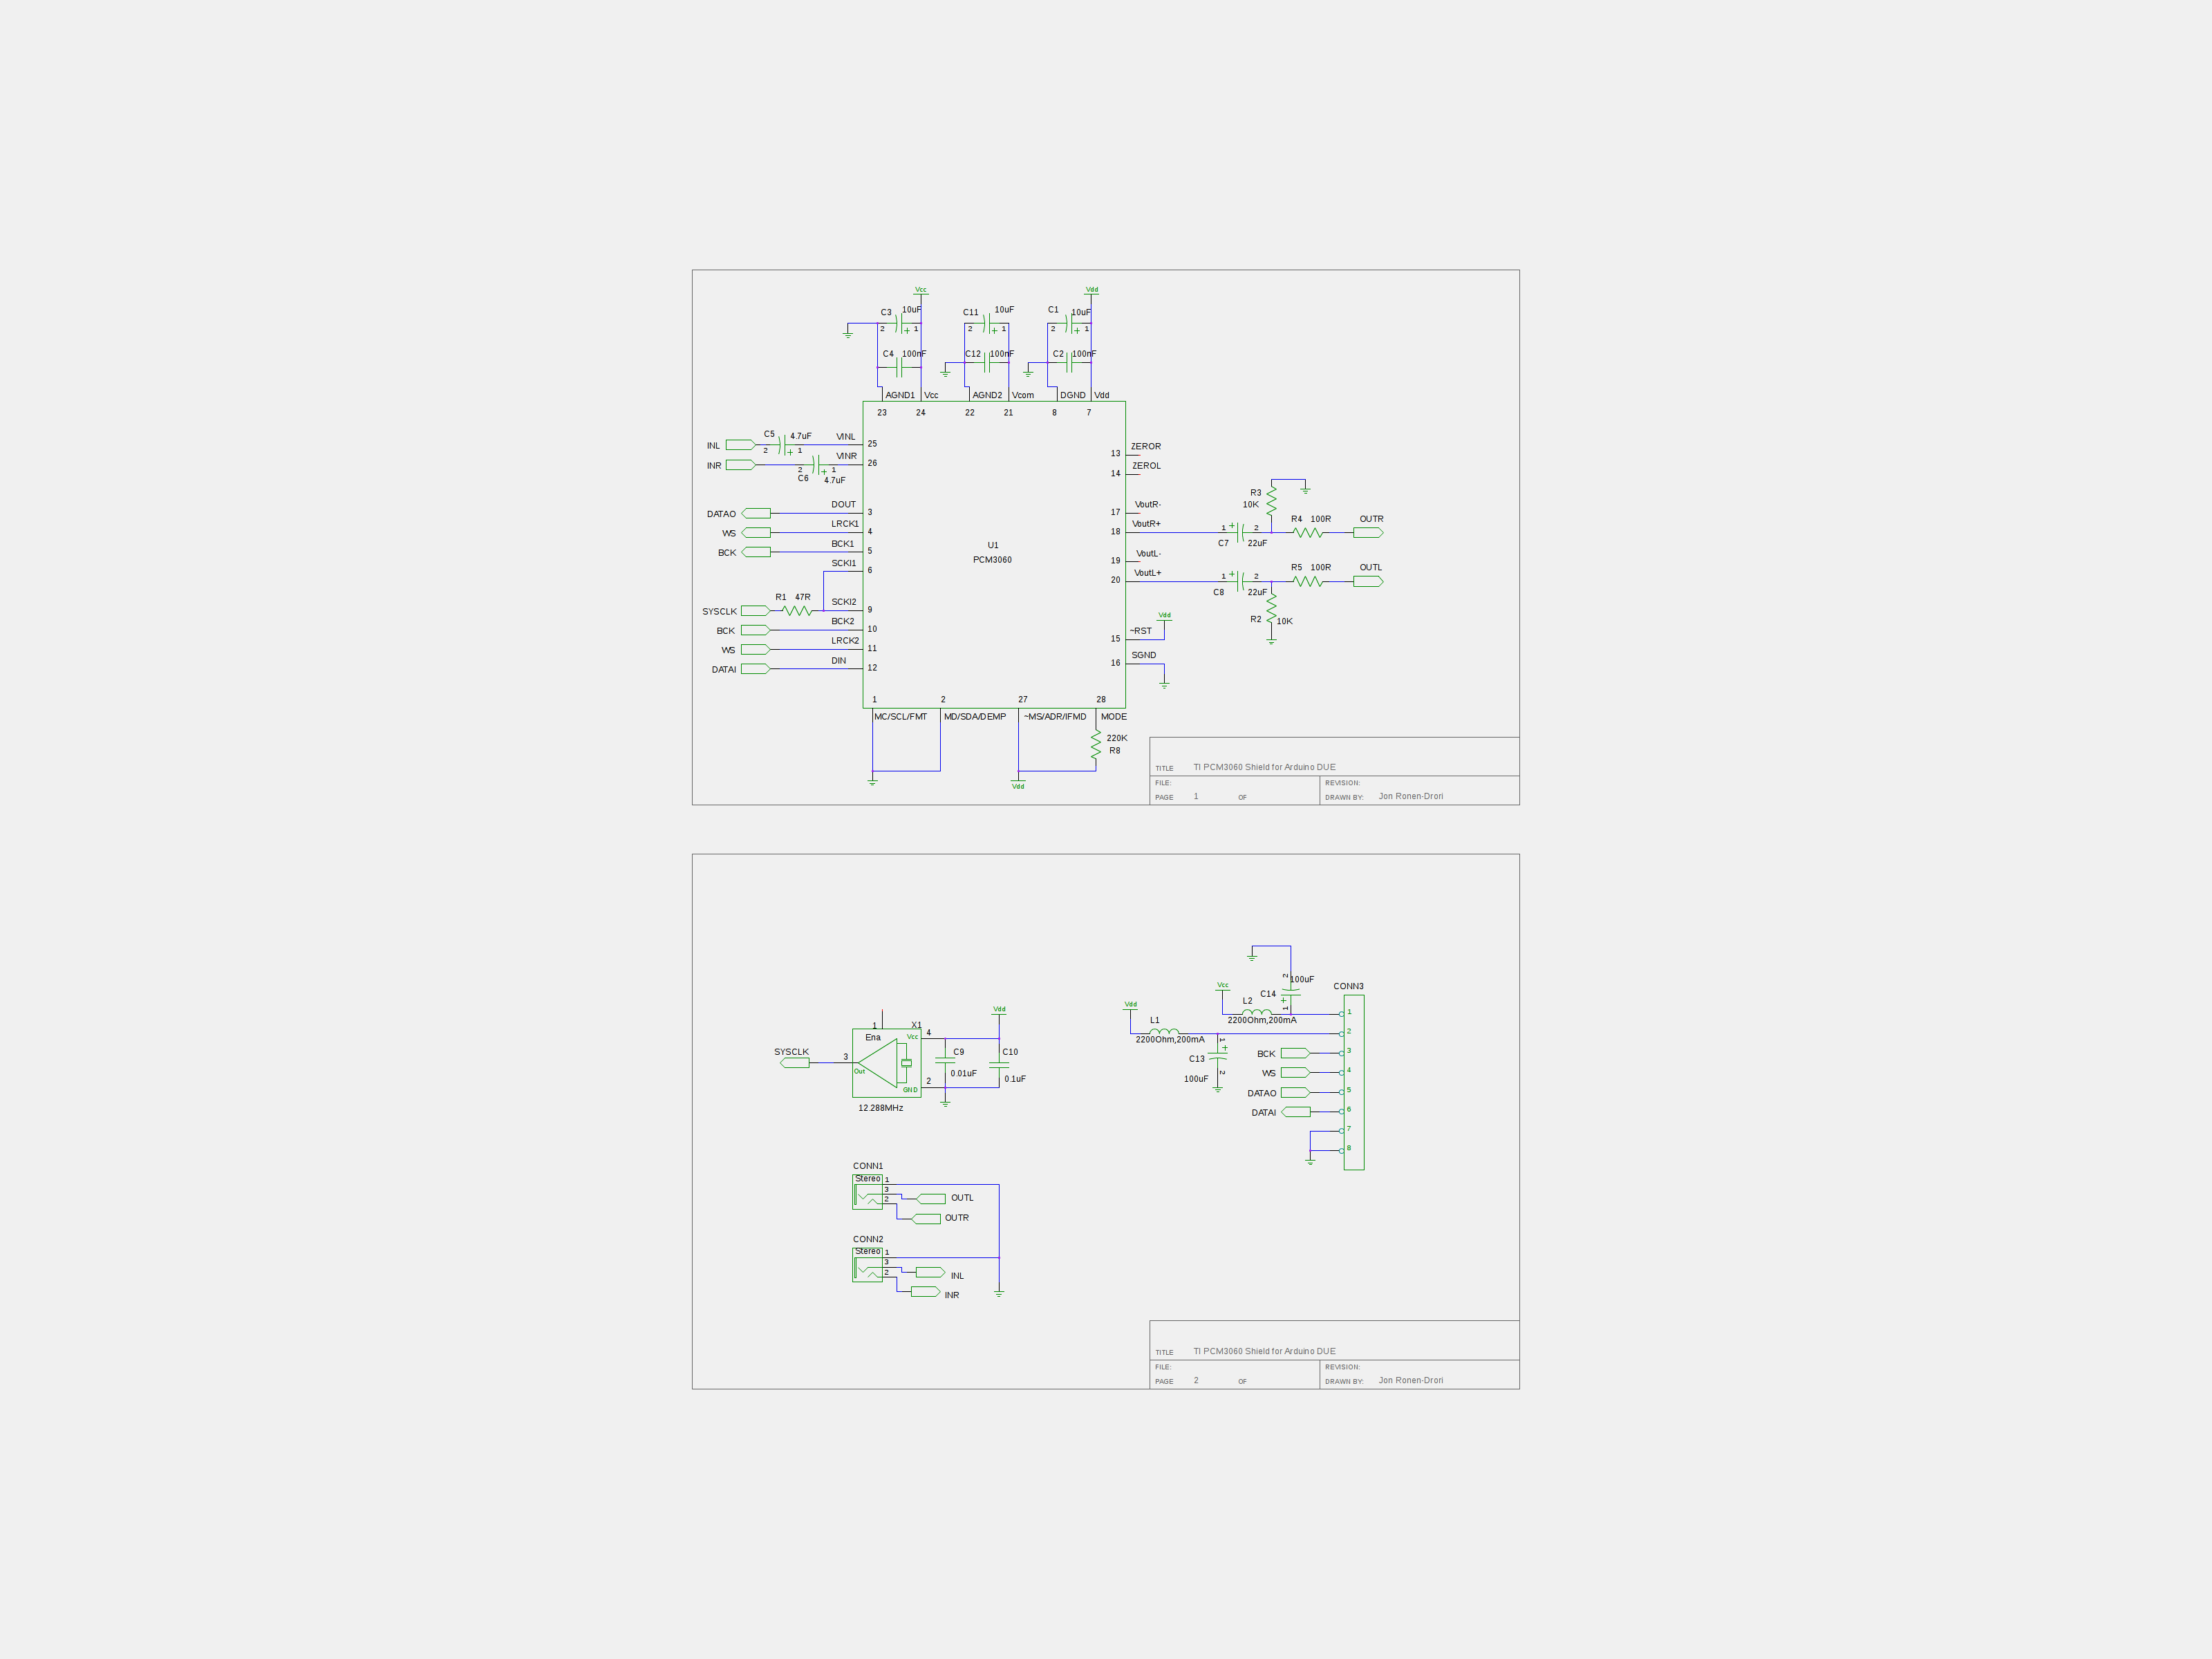 Vcc
Vdd
C3 10uF
2 + 1
C4 100nF
C11 10uF
2 + 1
C12 100nF
C1 10uF
2 + 1
C2 100nF
AGND1 Vcc AGND2 Vcom DGND Vdd
23 24 22 21 8 7
INL C5 4.7uF VINL 25
2 + 1
INR VINR 26
2 + 1
C6 4.7uF
DATAO DOUT 3
WS LRCK1 4
BCK BCK1 5
SCKI1 6
R1 47R
SYSCLK SCKI2 9
BCK BCK2 10
WS LRCK2 11
DATAI DIN 12
U1
PCM3060
13 ZEROR
14 ZEROL
17 VoutR-
18 VoutR+
19 VoutL-
20 VoutL+
15 ~RST
16 SGND
Vdd
R3
10K
1 + 2
C7 22uF
R4 100R OUTR
1 + 2
C8 22uF
R5 100R OUTL
R2 10K
1 2 27 28
MC/SCL/FMT MD/SDA/DEMP ~MS/ADR/IFMD MODE
220K
R8
Vdd
TITLE TI PCM3060 Shield for Arduino DUE
FILE: REVISION:
PAGE 1 OF DRAWN BY: Jon Ronen-Drori
1 X1
Ena Vcc 4
SYSCLK 3
Out
GND 2
12.288MHz
Vdd
C9
0.01uF
C10
0.1uF
CONN1
Stereo 1
3
2
OUTL
OUTR
CONN2
Stereo 1
3
2
INL
INR
Vdd
L1
2200Ohm,200mA
Vcc
L2
2200Ohm,200mA
2 100uF
C14
+ 1
1 +
C13
2
100uF
CONN3
1
2
BCK 3
WS 4
DATAO 5
DATAI 6
7
8
TITLE TI PCM3060 Shield for Arduino DUE
FILE: REVISION:
PAGE 2 OF DRAWN BY: Jon Ronen-Drori